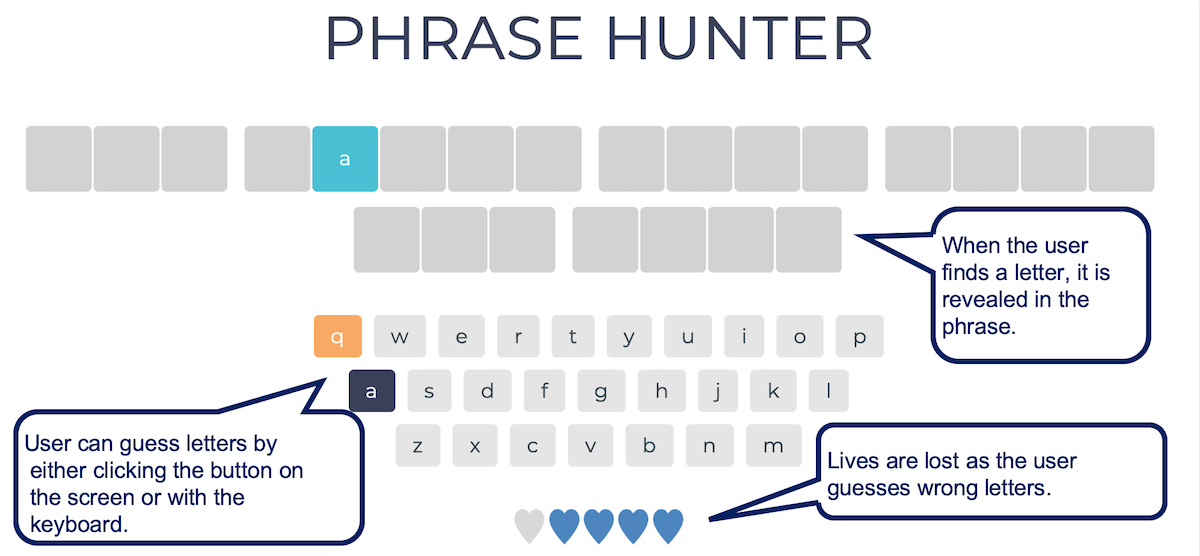 PHRASE HUNTER
a
When the user
finds a letter, it is
revealed in the
phrase.
q w e r t y u i o p
a s d f g h j k l
z x c v b n m
User can guess letters by
either clicking the button on
the screen or with the
keyboard.
Lives are lost as the user
guesses wrong letters.